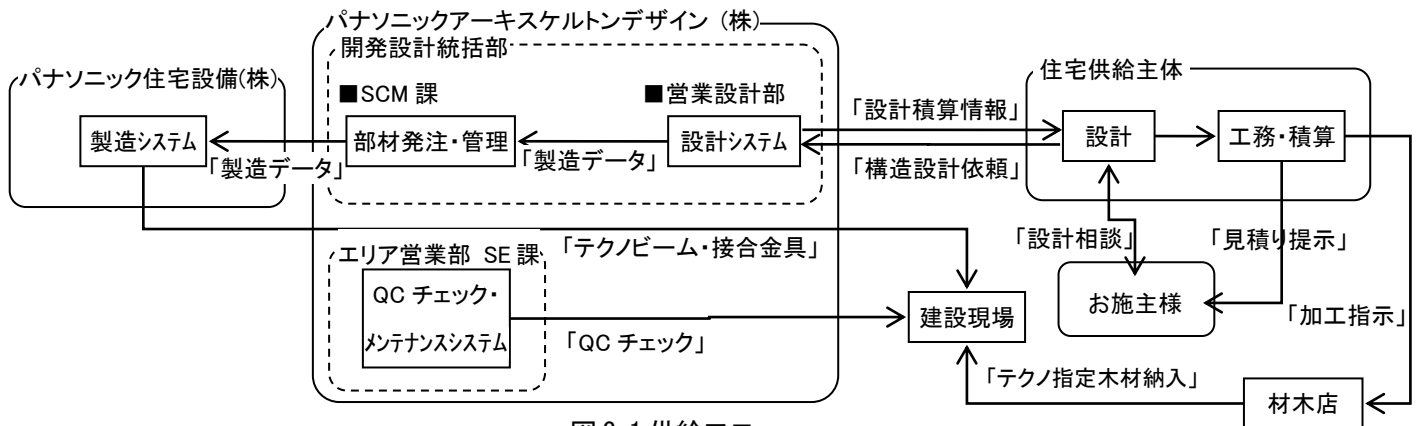 パナソニックアーキスケルトンデザイン (株)
開発設計統括部
パナソニック住宅設備(株)
住宅供給主体
■SCM 課
■営業設計部
「設計積算情報」
製造システム
部材発注・管理
設計システム
設計
工務・積算
「製造データ」
「製造データ」
「構造設計依頼」
「テクノビーム・接合金具」
「設計相談」
「見積り提示」
エリア営業部 SE 課
QC チェック・
メンテナンスシステム
建設現場
お施主様
「加工指示」
「QC チェック」
「テクノ指定木材納入」
材木店